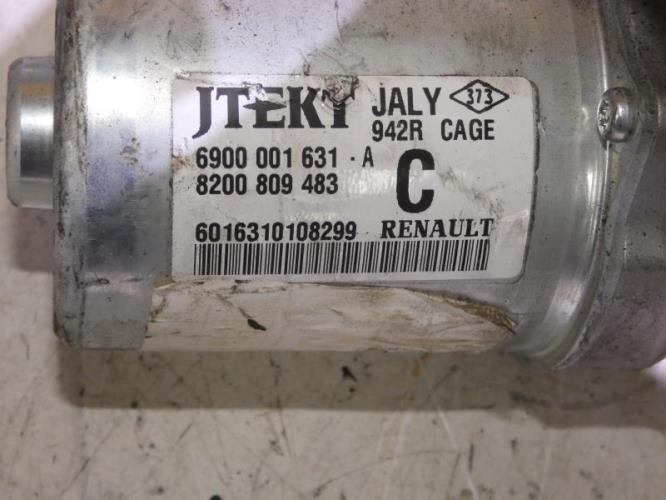 JTEKT JALY 373
942R CAGE
6900 001 631 - A
8200 809 483 C
6016310108299 RENAULT